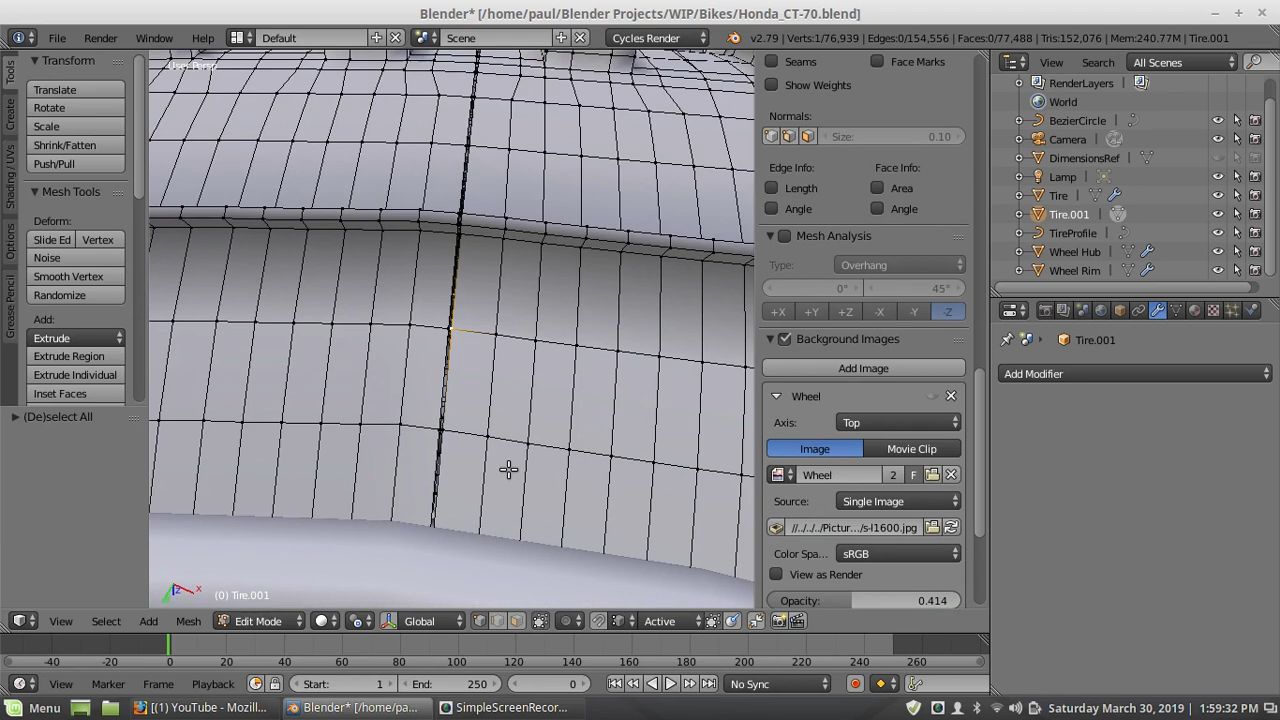 Blender* [/home/paul/Blender Projects/WIP/Bikes/Honda_CT-70.blend]
File Render Window Help Default Scene Cycles Render v2.79 | Verts:1/76,939 | Edges:0/154,556 | Faces:0/77,488 | Tris:152,076 | Mem:240.77M | Tire.001
User Persp
View Search All Scenes
Tools
Create
Shading / UVs
Options
Grease Pencil
Transform
Translate
Rotate
Scale
Shrink/Fatten
Push/Pull
Mesh Tools
Deform:
Slide Ed Vertex
Noise
Smooth Vertex
Randomize
Add:
Extrude
Extrude Region
Extrude Individual
Inset Faces
(De)select All
Seams Face Marks
Show Weights
Normals:
Size: 0.10
Edge Info: Face Info:
Length Area
Angle Angle
Mesh Analysis
Type: Overhang
0° 45°
+X +Y +Z -X -Y -Z
Background Images
Add Image
Wheel
Axis: Top
Image Movie Clip
Wheel 2 F
Source: Single Image
//../../../Pictur.../s-l1600.jpg
Color Spa... sRGB
View as Render
Opacity: 0.414
RenderLayers
World
BezierCircle
Camera
DimensionsRef
Lamp
Tire
Tire.001
TireProfile
Wheel Hub
Wheel Rim
Tire.001
Add Modifier
z x
(0) Tire.001
View Select Add Mesh Edit Mode Global Active
-40 -20 0 20 40 60 80 100 120 140 160 180 200 220 240 260
View Marker Frame Playback Start: 1 End: 250 0 No Sync
Menu [(1) YouTube - Mozill... Blender* [/home/pa... SimpleScreenRecor... Saturday March 30, 2019 1:59:32 PM